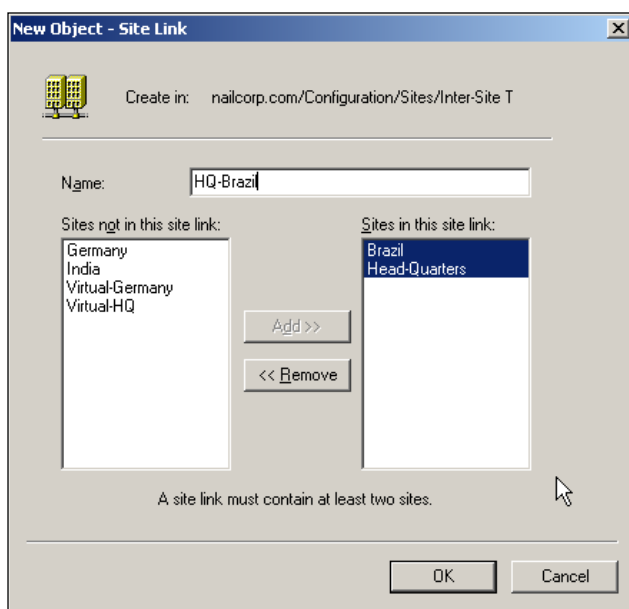 New Object - Site Link
Create in: nailcorp.com/Configuration/Sites/Inter-Site T
Name: HQ-Brazil
Sites not in this site link:
Germany
India
Virtual-Germany
Virtual-HQ
Add >>
<< Remove
Sites in this site link:
Brazil
Head-Quarters
A site link must contain at least two sites.
OK
Cancel